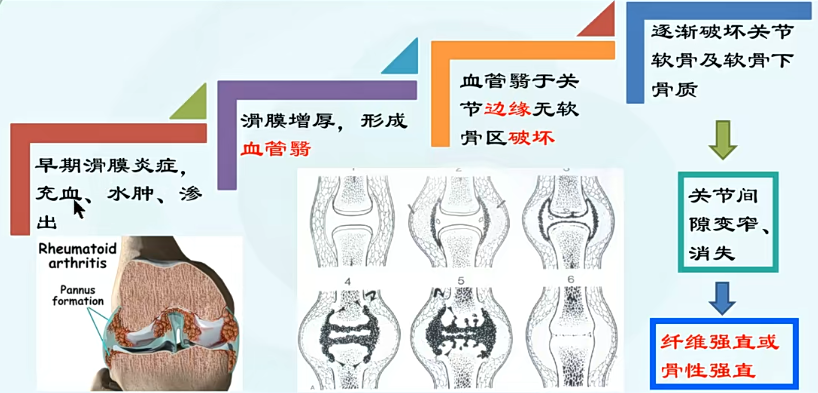 早期滑膜炎症，
充血、水肿、渗
出
滑膜增厚，形成
血管翳
血管翳于关
节边缘无软
骨区破坏
逐渐破坏关节
软骨及软骨下
骨质
关节间
隙变窄、
消失
纤维强直或
骨性强直
Rheumatoid
arthritis
Pannus
formation
2
3
4
5
6